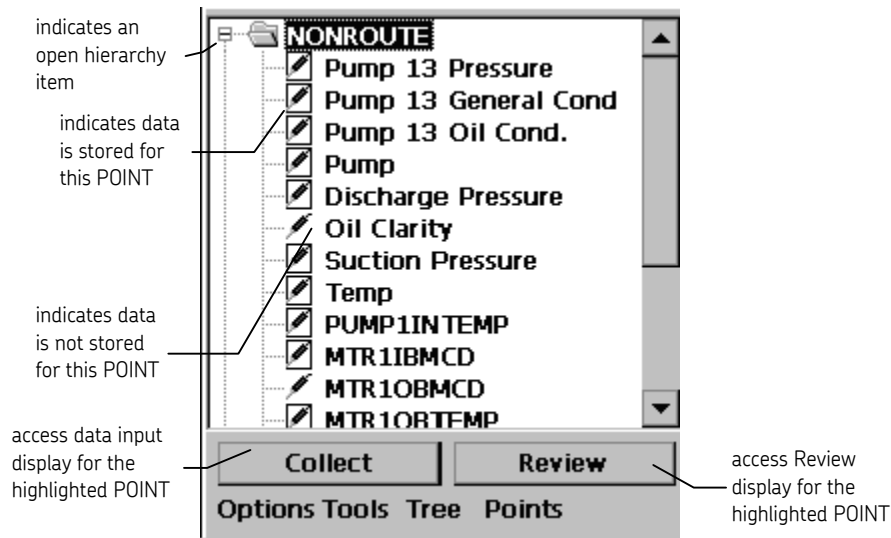 indicates an
open hierarchy
item
indicates data
is stored for
this POINT
indicates data
is not stored
for this POINT
access data input
display for the
highlighted POINT
NONROUTE
Pump 13 Pressure
Pump 13 General Cond
Pump 13 Oil Cond.
Pump
Discharge Pressure
Oil Clarity
Suction Pressure
Temp
PUMP1INTEMP
MTR1IBMCD
MTR1OBMCD
MTR1OBTEMP
Collect Review
Options Tools Tree Points
access Review
display for the
highlighted POINT